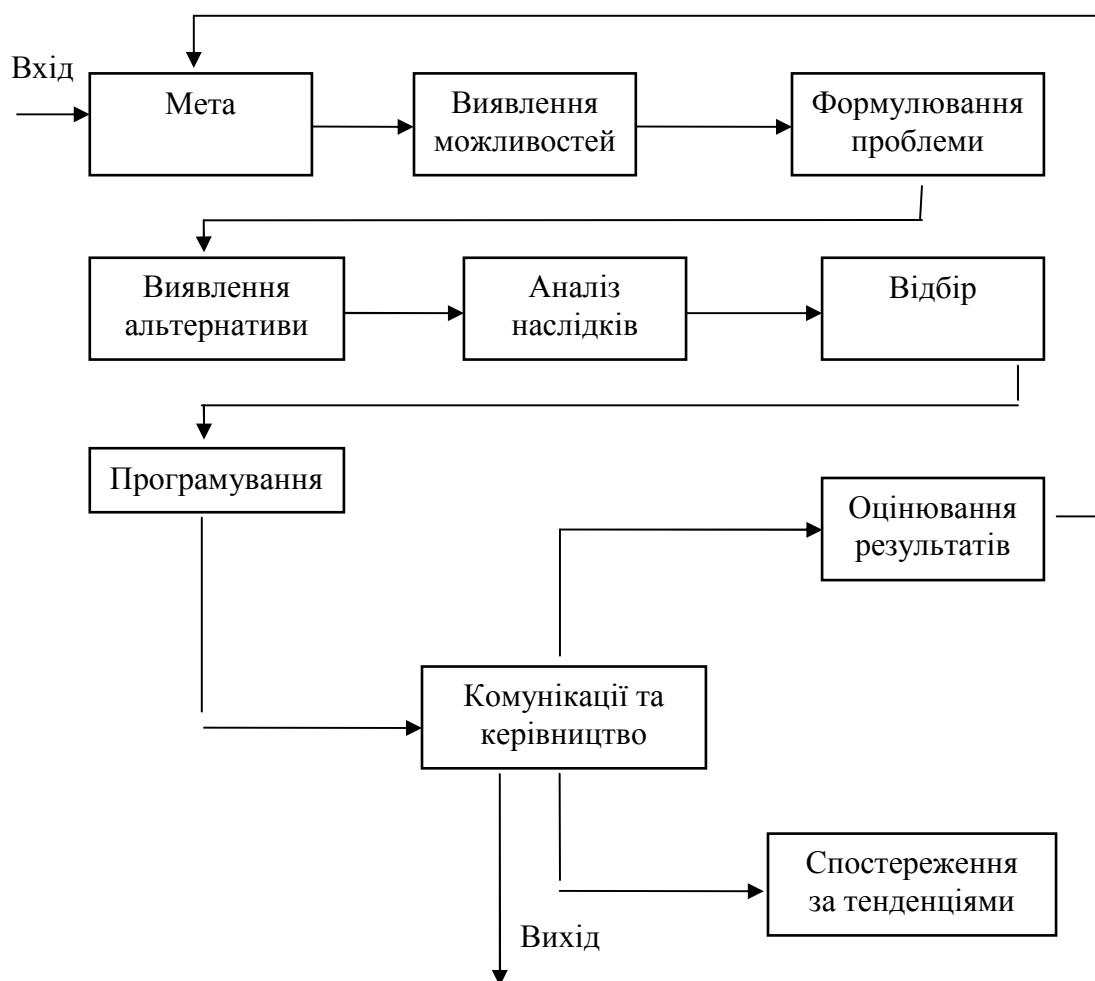 Вхід
Мета
Виявлення
можливостей
Формулювання
проблеми
Виявлення
альтернативи
Аналіз
наслідків
Відбір
Програмування
Оцінювання
результатів
Комунікації та
керівництво
Спостереження
за тенденціями
Вихід